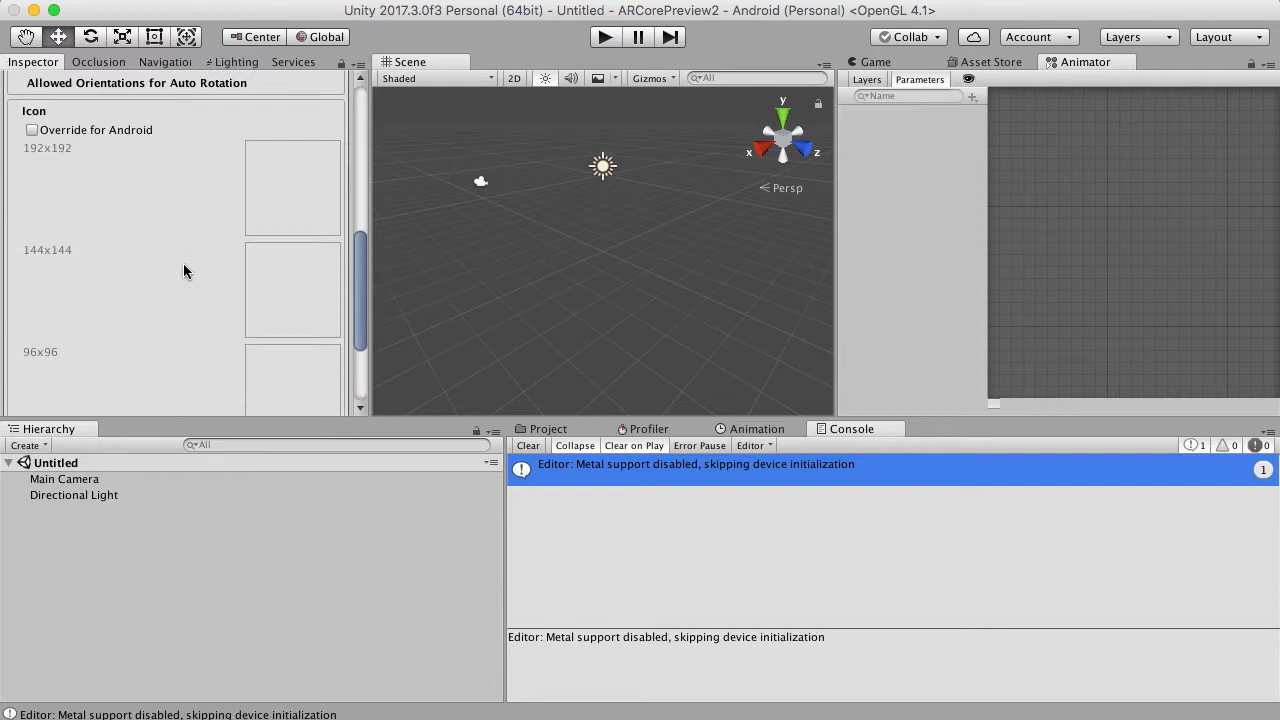 Unity 2017.3.0f3 Personal (64bit) - Untitled - ARCorePreview2 - Android (Personal) <OpenGL 4.1>
Center Global Collab Account Layers Layout
Inspector Occlusion Navigation Lighting Services Scene Game Asset Store Animator
Allowed Orientations for Auto Rotation
Icon
Override for Android
192x192
144x144
96x96
Shaded 2D Gizmos All
y
x
z
Persp
Layers Parameters
Name
Hierarchy
Create All
Untitled
Main Camera
Directional Light
Project Profiler Animation Console
Clear Collapse Clear on Play Error Pause Editor 1 0 0
Editor: Metal support disabled, skipping device initialization 1
Editor: Metal support disabled, skipping device initialization
Editor: Metal support disabled, skipping device initialization